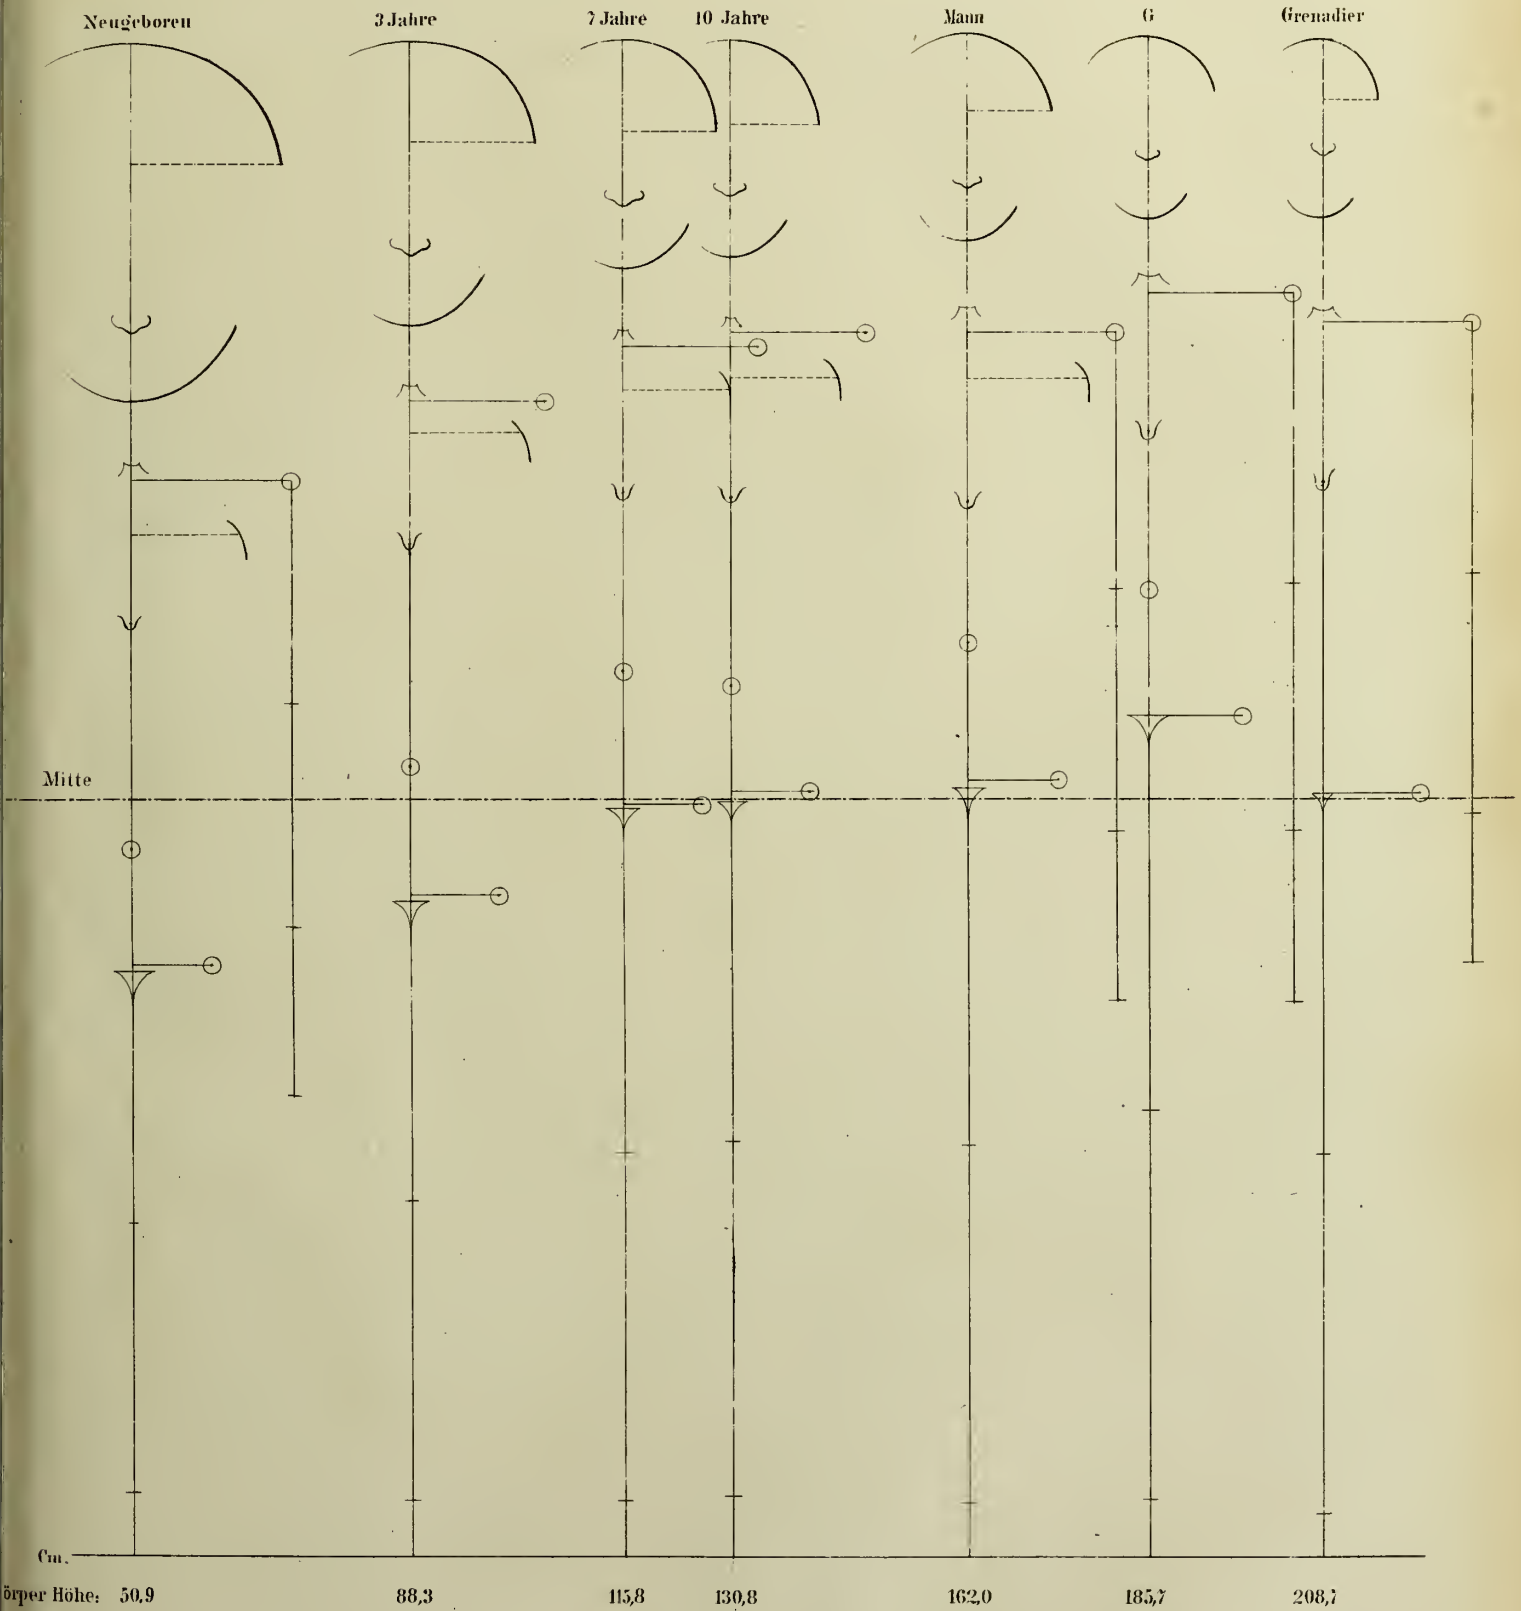 Neugeboren 3 Jahre 7 Jahre 10 Jahre Mann G Grenadier
Mitte
Cm.
örper Höhe: 50,9 88,3 115,8 130,8 162,0 185,7 208,7